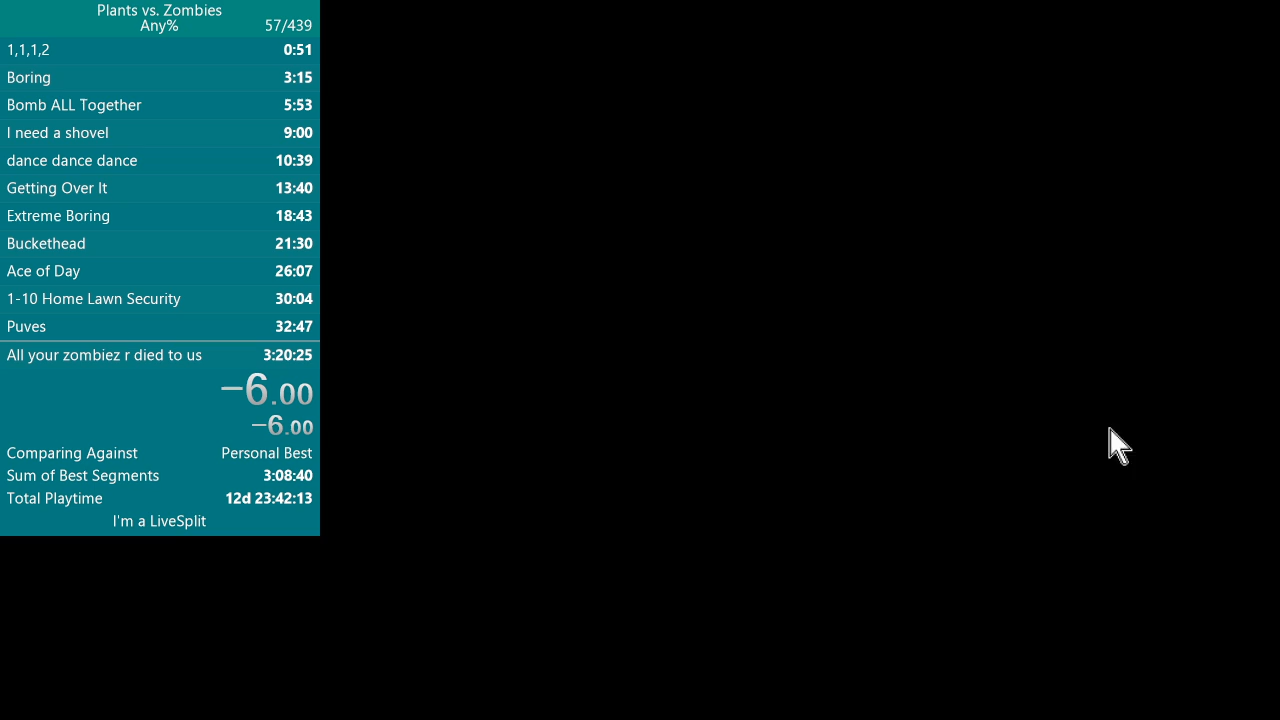 Plants vs. Zombies
Any% 57/439
1,1,1,2 0:51
Boring 3:15
Bomb ALL Together 5:53
I need a shovel 9:00
dance dance dance 10:39
Getting Over It 13:40
Extreme Boring 18:43
Buckethead 21:30
Ace of Day 26:07
1-10 Home Lawn Security 30:04
Puves 32:47
All your zombiez r died to us 3:20:25
−6.00
−6.00
Comparing Against Personal Best
Sum of Best Segments 3:08:40
Total Playtime 12d 23:42:13
I'm a LiveSplit